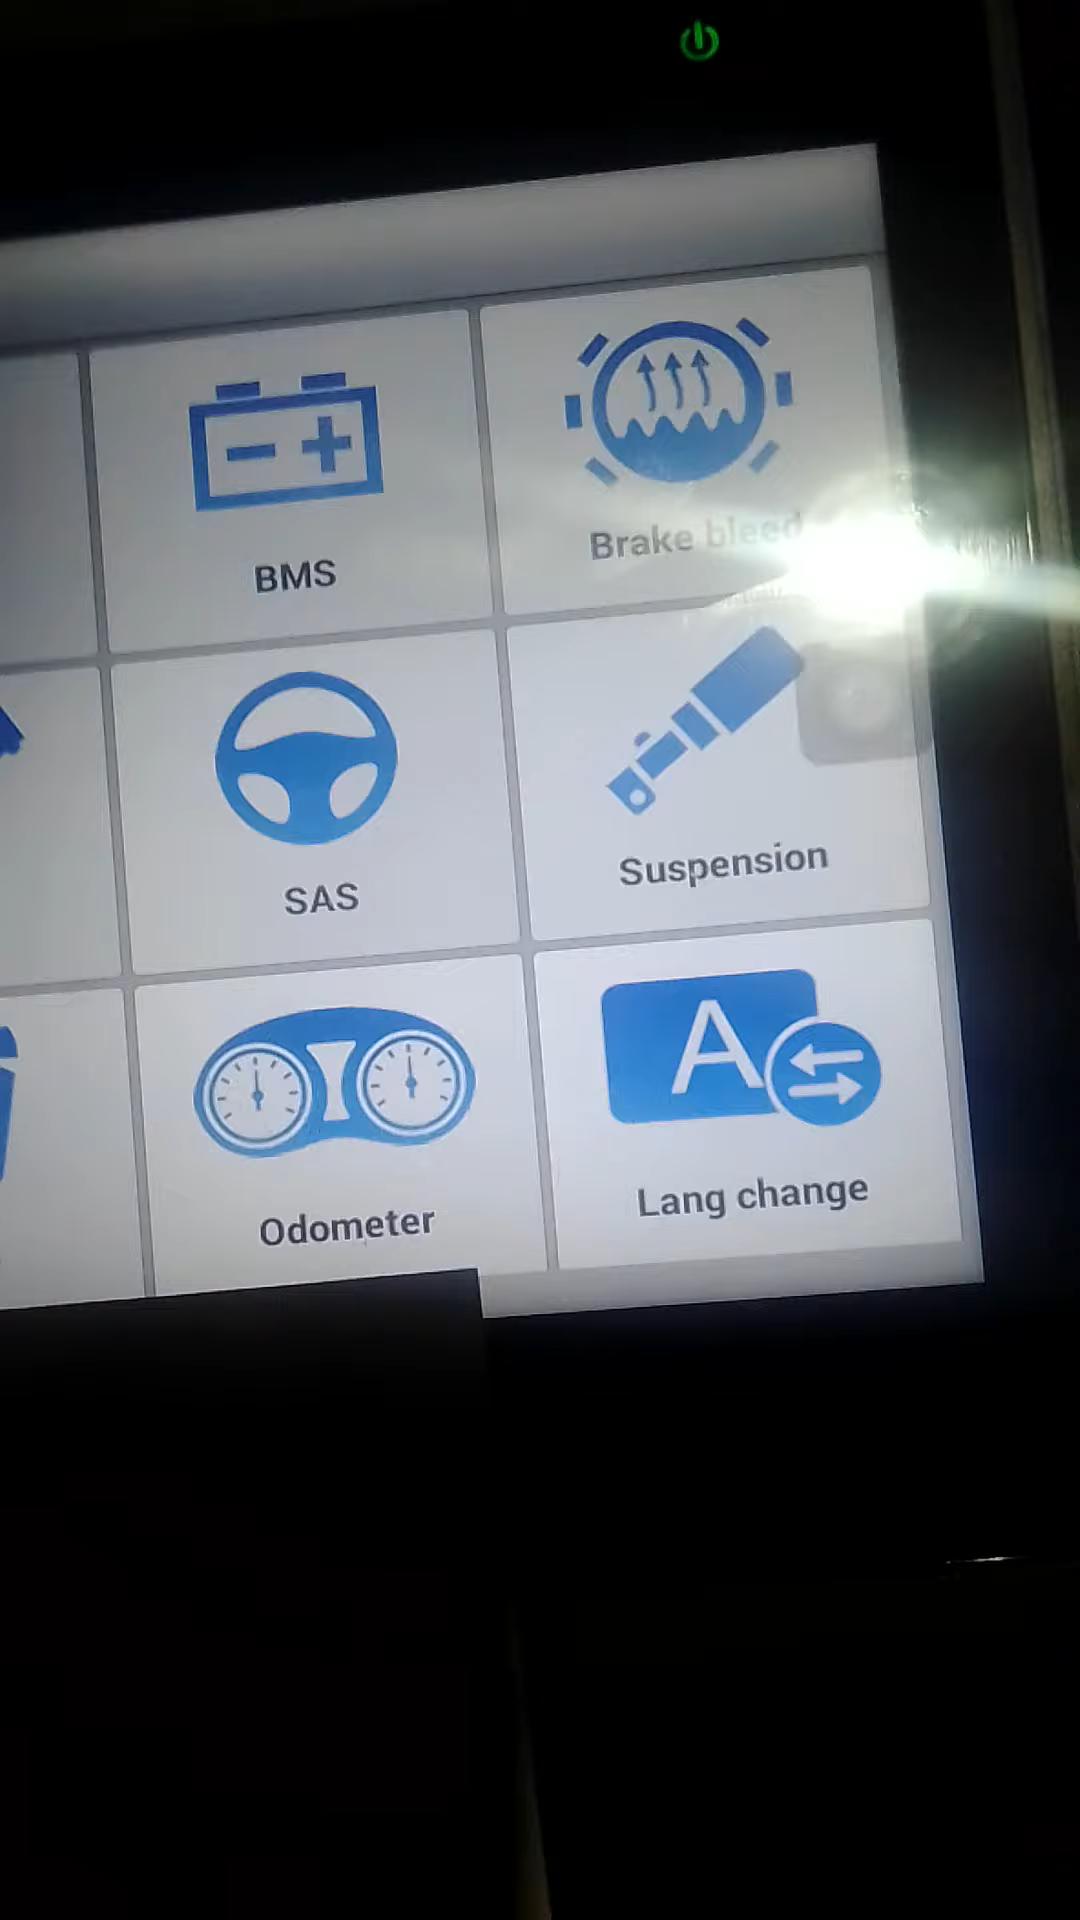 BMS
Brake bleed
SAS
Suspension
Odometer
A
Lang change